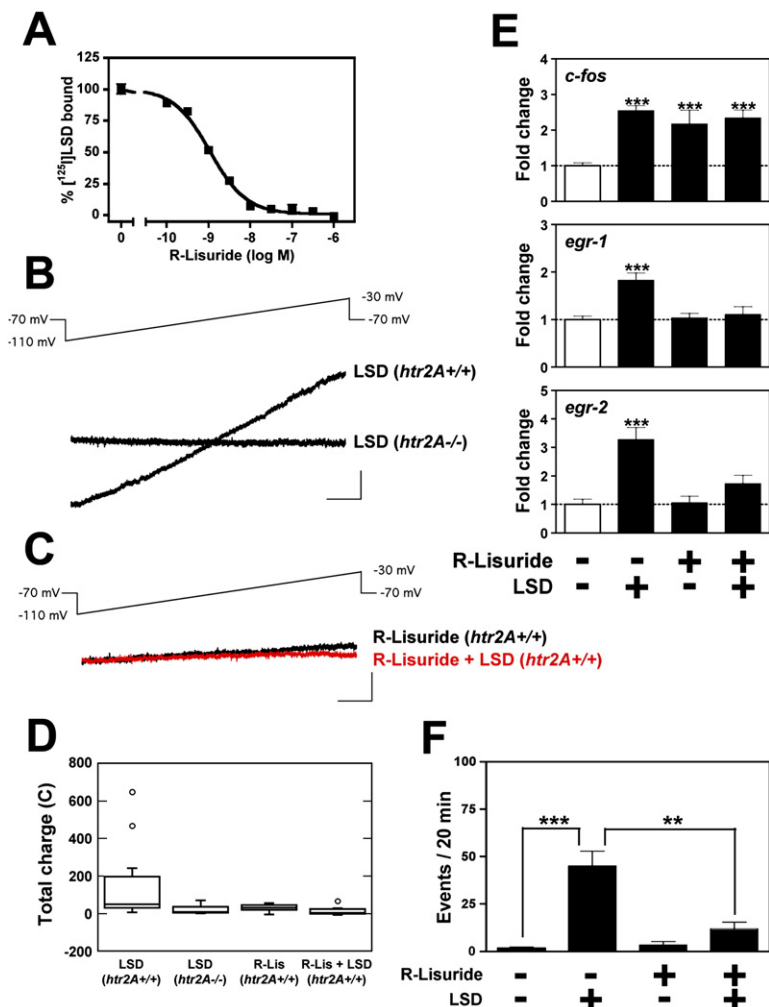 A
% [125I]LSD bound
125
100
75
50
25
0
0 -10 -9 -8 -7 -6
R-Lisuride (log M)
B
-70 mV
-110 mV
-30 mV
-70 mV
LSD (htr2A+/+)
LSD (htr2A-/-)
C
-70 mV
-110 mV
-30 mV
-70 mV
R-Lisuride (htr2A+/+)
R-Lisuride + LSD (htr2A+/+)
D
Total charge (C)
800
600
400
200
0
-200
LSD LSD R-Lis R-Lis + LSD
(htr2A+/+) (htr2A-/-) (htr2A+/+) (htr2A+/+)
E
c-fos
Fold change
4
3
2
1
0
*** *** ***
egr-1
Fold change
3
2
1
0
***
egr-2
Fold change
5
4
3
2
1
0
***
R-Lisuride - - + +
LSD - + - +
F
Events / 20 min
100
75
50
25
0
*** **
R-Lisuride - - + +
LSD - + - +